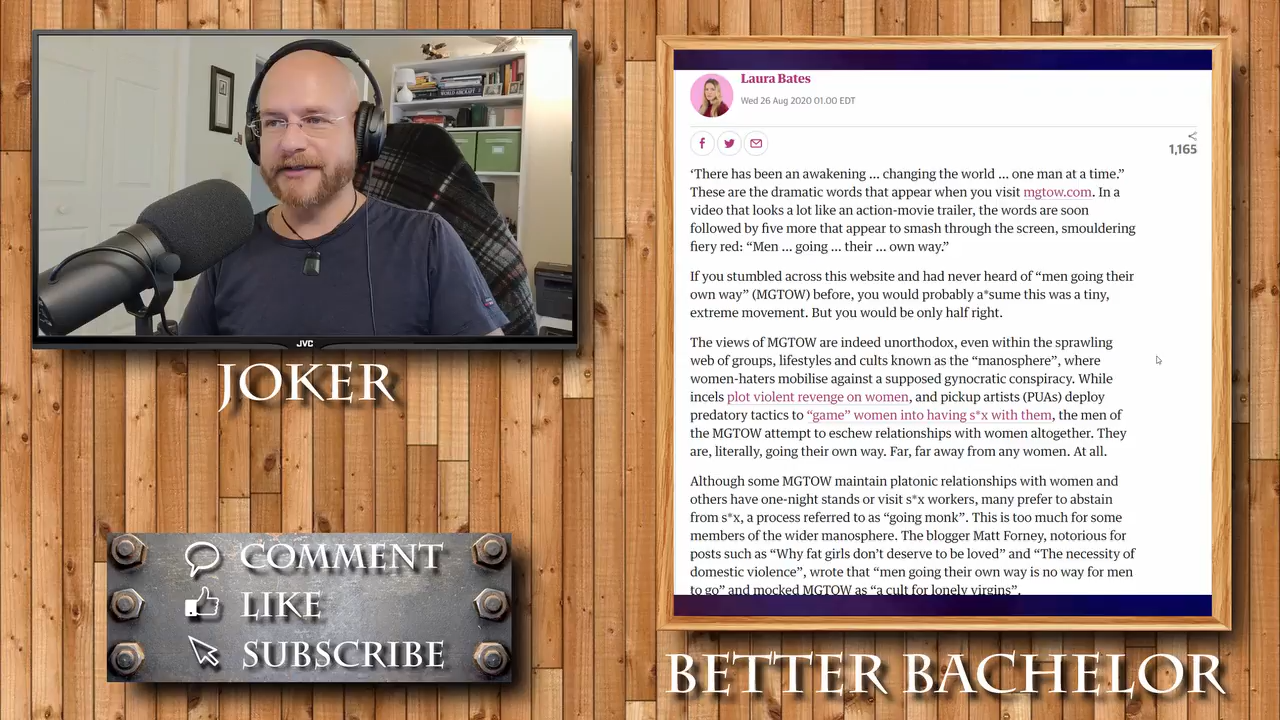 JVC
JOKER
COMMENT
LIKE
SUBSCRIBE
Laura Bates
Wed 26 Aug 2020 01.00 EDT
1,165
‘There has been an awakening ... changing the world ... one man at a time.”
These are the dramatic words that appear when you visit mgtow.com. In a
video that looks a lot like an action-movie trailer, the words are soon
followed by five more that appear to smash through the screen, smouldering
fiery red: “Men ... going ... their ... own way.”
If you stumbled across this website and had never heard of “men going their
own way” (MGTOW) before, you would probably a*sume this was a tiny,
extreme movement. But you would be only half right.
The views of MGTOW are indeed unorthodox, even within the sprawling
web of groups, lifestyles and cults known as the “manosphere”, where
women-haters mobilise against a supposed gynocratic conspiracy. While
incels plot violent revenge on women, and pickup artists (PUAs) deploy
predatory tactics to “game” women into having s*x with them, the men of
the MGTOW attempt to eschew relationships with women altogether. They
are, literally, going their own way. Far, far away from any women. At all.
Although some MGTOW maintain platonic relationships with women and
others have one-night stands or visit s*x workers, many prefer to abstain
from s*x, a process referred to as “going monk”. This is too much for some
members of the wider manosphere. The blogger Matt Forney, notorious for
posts such as “Why fat girls don’t deserve to be loved” and “The necessity of
domestic violence”, wrote that “men going their own way is no way for men
to go” and mocked MGTOW as “a cult for lonely virgins”.
BETTER BACHELOR